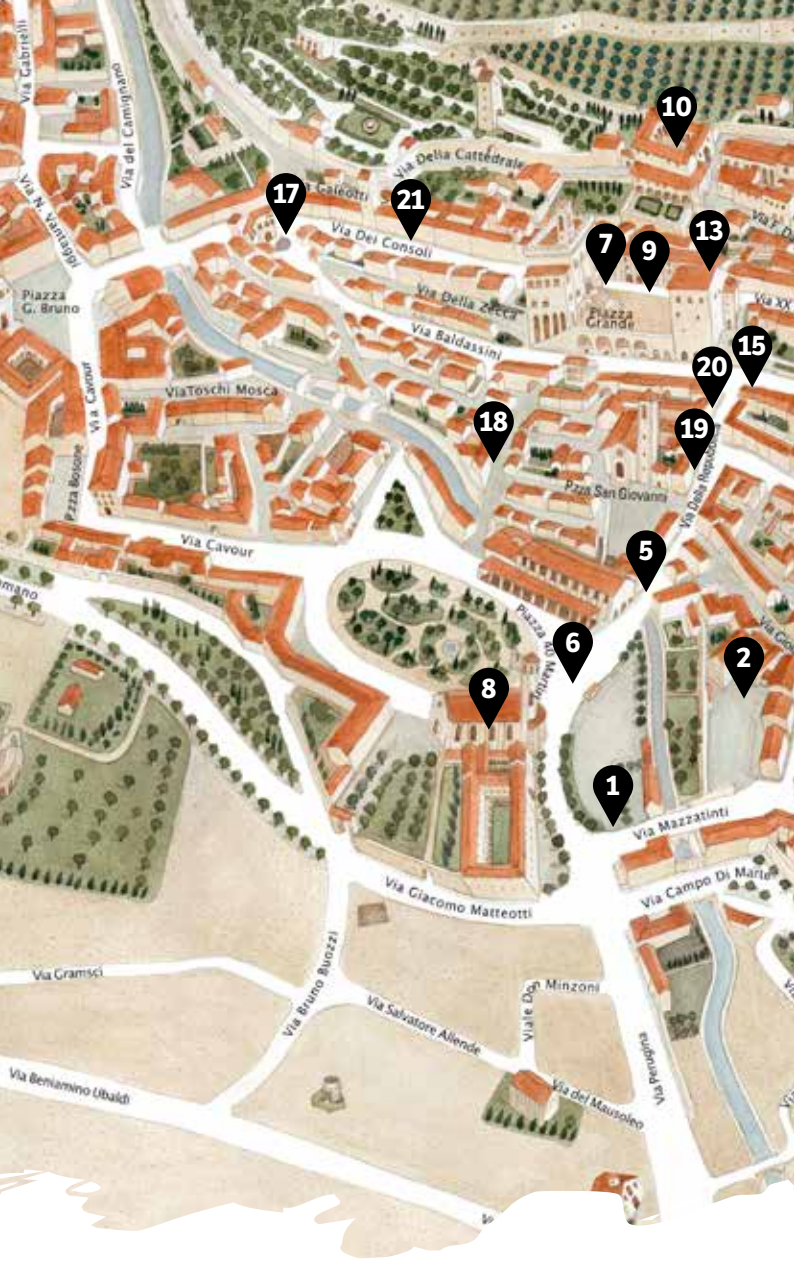 Via Gabrielli
Via del Camignano
10
Via Della Cattedrale
17
Galeotti
21
Via N. Vantaggi
Via Dei Consoli
7
9
13
Piazza
G. Bruno
Via Della Zecca
Piazza
Grande
Via XX
Via Baldassini
20
15
Via Cavour
Via Toschi Mosca
18
19
P.zza Bosone
P.zza San Giovanni
Via Della Repubblica
Via Cavour
5
Piazza 40 Martiri
6
2
8
1
Via Mazzatinti
Via Campo Di Marte
Via Giacomo Matteotti
Via Gramsci
Via Bruno Buozzi
Via Salvatore Allende
Viale Don Minzoni
Via Beniamino Ubaldi
Via del Mausoleo
Via Perugina